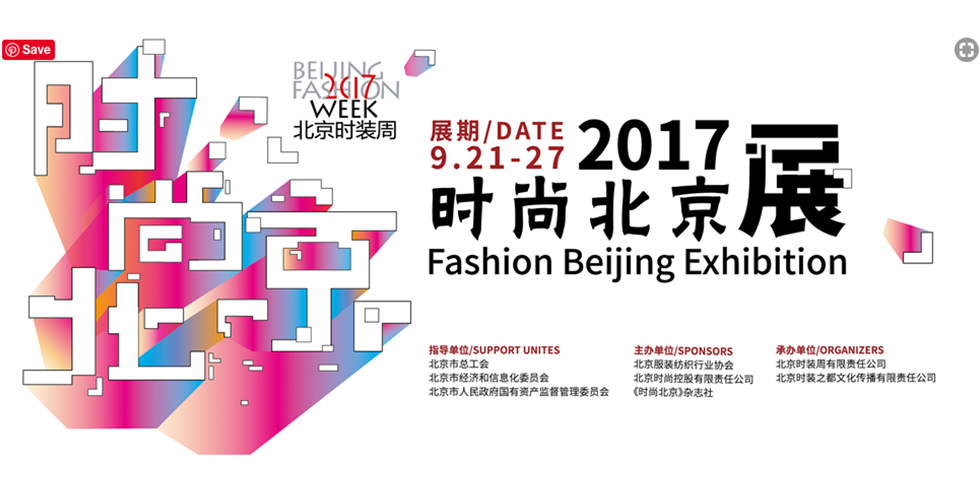 Save
时尚北京
BEIJING
2017
FASHION
WEEK
北京时装周
展期/DATE
9.21-27
2017
时尚北京展
Fashion Beijing Exhibition
指导单位/SUPPORT UNITES
北京市总工会
北京市经济和信息化委员会
北京市人民政府国有资产监督管理委员会
主办单位/SPONSORS
北京服装纺织行业协会
北京时尚控股有限责任公司
《时尚北京》杂志社
承办单位/ORGANIZERS
北京时装周有限责任公司
北京时装之都文化传播有限责任公司